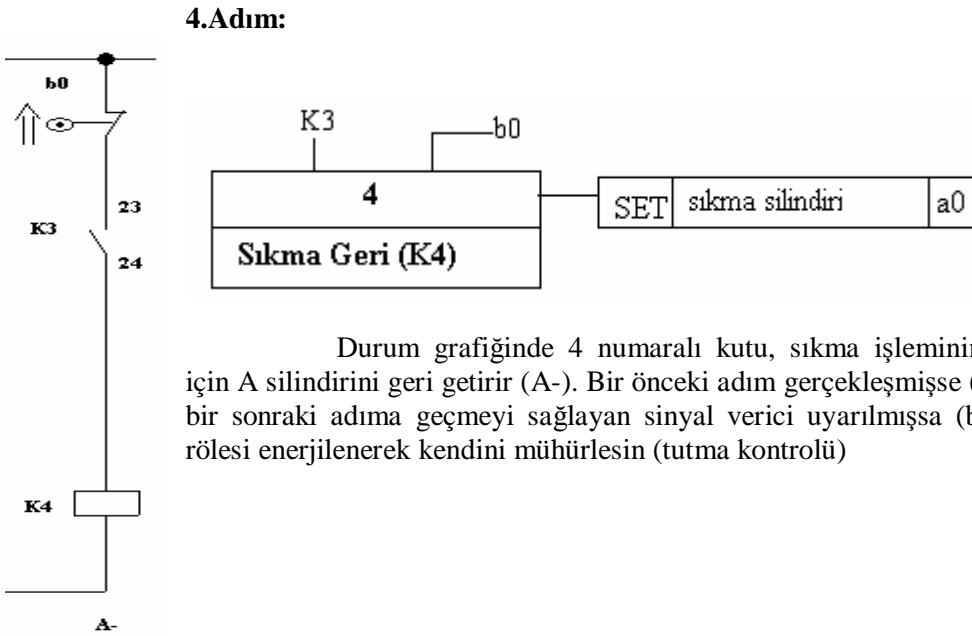 4.Adım:
b0
23
K3
24
K4
A-
K3
b0
4
SET sıkma silindiri a0
Sıkma Geri (K4)
Durum grafiğinde 4 numaralı kutu, sıkma
için A silindirini geri getirir (A-). Bir önceki adım gerçekleşmişse
bir sonraki adıma geçmeyi sağlayan sinyal verici uyarılmışsa
rölesi enerjilenerek kendini mühürlesin (tutma kontrolü)